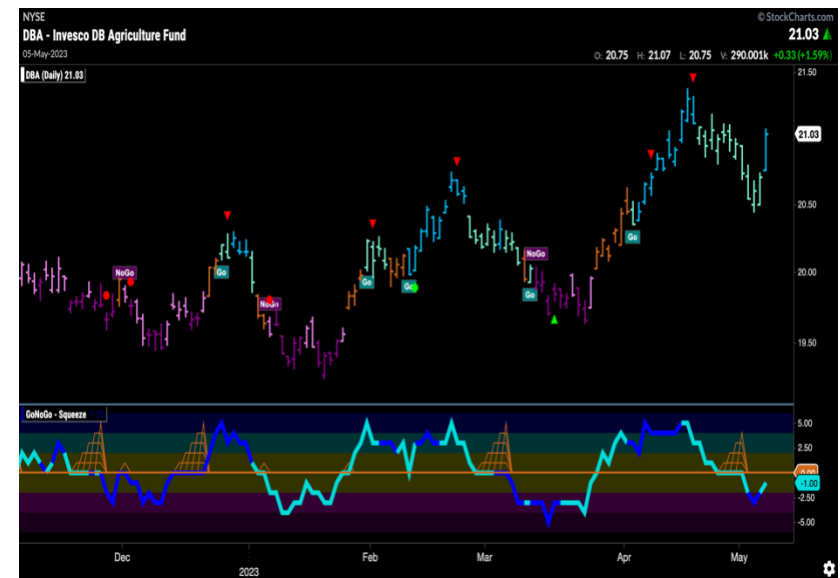 NYSE © StockCharts.com
DBA - Invesco DB Agriculture Fund 21.03
05-May-2023 O: 20.75 H: 21.07 L: 20.75 V: 290.001k +0.33 (+1.59%)
DBA (Daily) 21.03
21.50
21.03
20.50
20.00
19.50
NoGo
Go
NoGo
Go
Go
NoGo
Go
Go
GoNoGo - Squeeze
5.00
2.50
0.00
-1.00
-2.50
-5.00
Dec 2023 Feb Mar Apr May